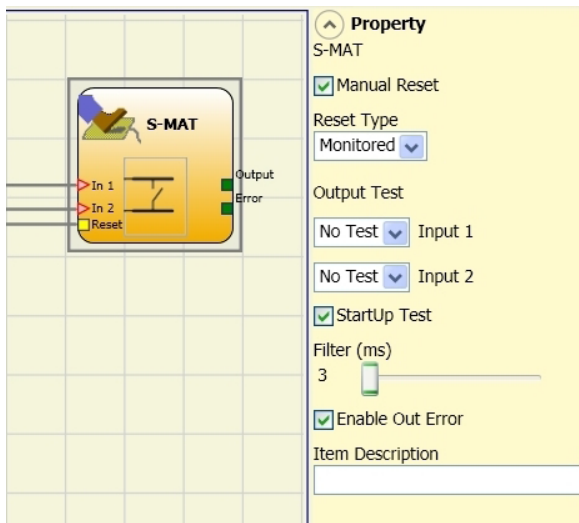 S-MAT
In 1
In 2
Reset
Output
Error
Property
S-MAT
Manual Reset
Reset Type
Monitored
Output Test
No Test Input 1
No Test Input 2
StartUp Test
Filter (ms)
3
Enable Out Error
Item Description